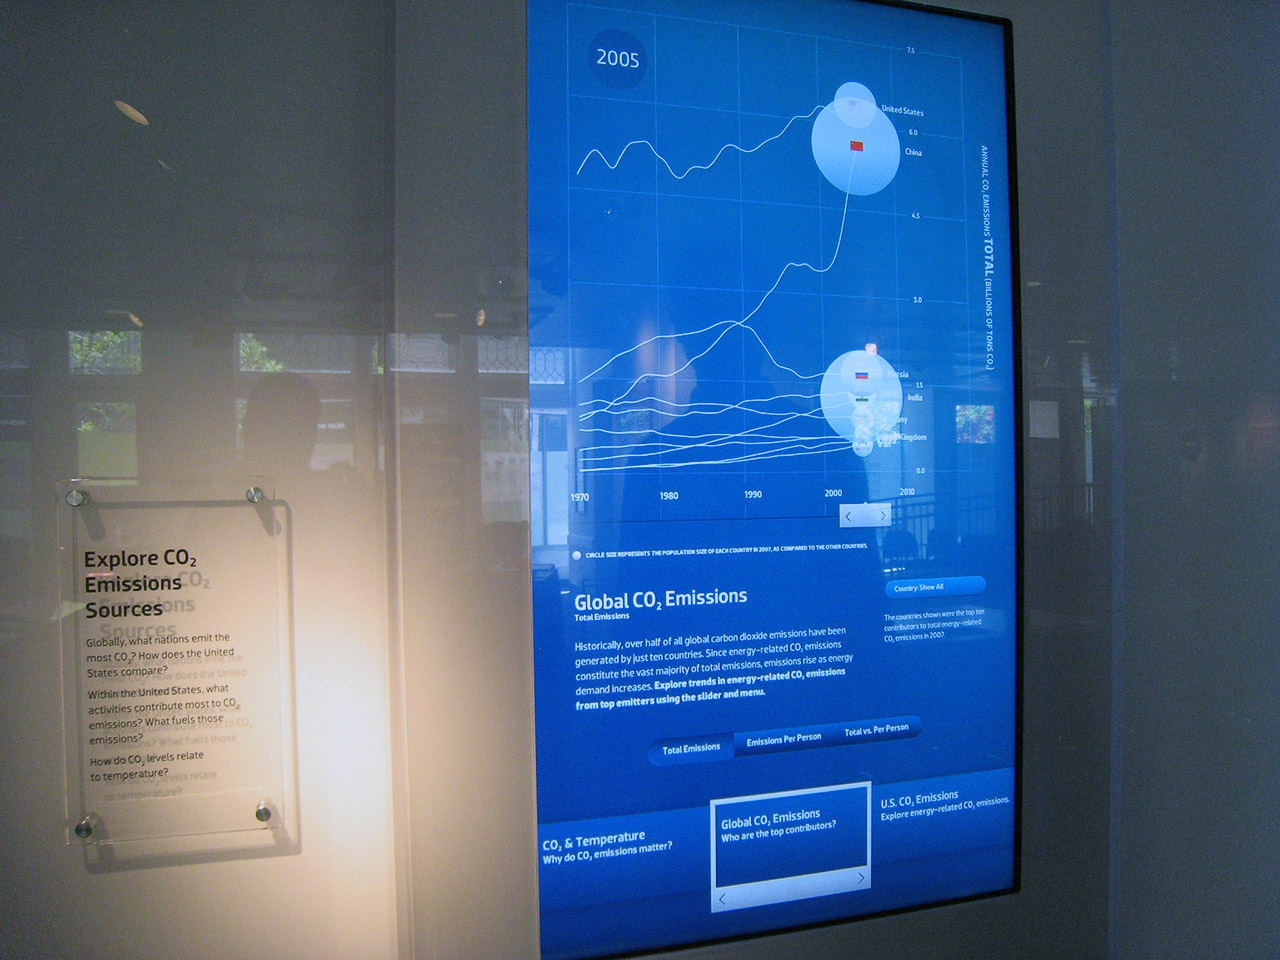 Explore CO₂
Emissions
Sources
Globally, what nations emit the
most CO₂? How does the United
States compare?
Within the United States, what
activities contribute most to CO₂
emissions? What fuels those
emissions?
How do CO₂ levels relate
to temperature?
2005
7.5
United States
6.0
China
4.5
3.0
1.5
India
Kingdom
0.0
ANNUAL CO₂ EMISSIONS TOTAL (BILLIONS OF TONS CO₂)
1970
1980
1990
2000
2010
CIRCLE SIZE REPRESENTS THE POPULATION SIZE OF EACH COUNTRY IN 2007, AS COMPARED TO THE OTHER COUNTRIES.
Global CO₂ Emissions
Total Emissions
Historically, over half of all global carbon dioxide emissions have been
generated by just ten countries. Since energy-related CO₂ emissions
constitute the vast majority of total emissions, emissions rise as energy
demand increases. Explore trends in energy-related CO₂ emissions
from top emitters using the slider and menu.
Country: Show All
The countries shown were the top ten
contributors to total energy-related
CO₂ emissions in 2007.
Total Emissions
Emissions Per Person
Total vs. Per Person
CO₂ & Temperature
Why do CO₂ emissions matter?
Global CO₂ Emissions
Who are the top contributors?
U.S. CO₂ Emissions
Explore energy-related CO₂ emissions.